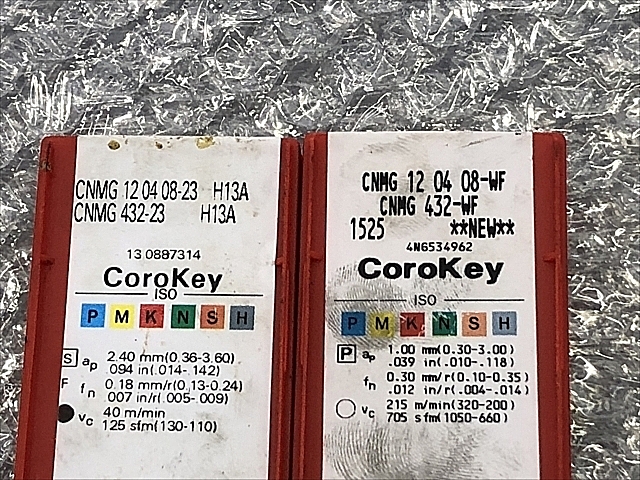 CNMG 12 04 08-23 H13A
CNMG 432-23 H13A
13 0887314
CoroKey
ISO
P M K N S H
S ap 2.40 mm(0.36-3.60)
.094 in(.014-.142)
F fn 0.18 mm/r(0.13-0.24)
.007 in/r(.005-.009)
vc 40 m/min
125 sfm(130-110)
CNMG 12 04 08-WF
CNMG 432-WF
1525 **NEW**
4NG534962
CoroKey
ISO
P M K N S H
P ap 1.00 mm(0.30-3.00)
.039 in(.010-.118)
fn 0.30 mm/r(0.10-0.35)
.012 in/r(.004-.014)
vc 215 m/min(320-200)
705 sfm(1050-660)